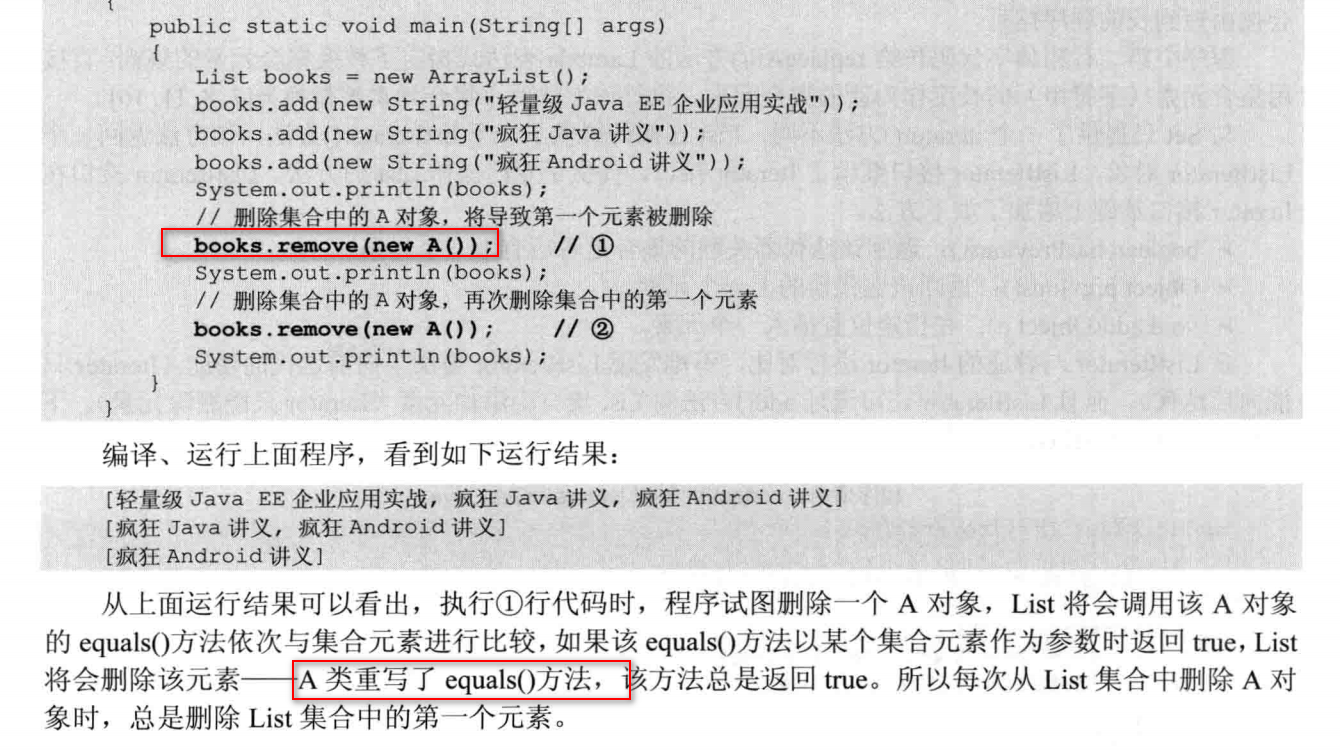 {
public static void main(String[] args)
{
List books = new ArrayList();
books.add(new String("轻量级 Java EE 企业应用实战"));
books.add(new String("疯狂 Java 讲义"));
books.add(new String("疯狂 Android 讲义"));
System.out.println(books);
// 删除集合中的 A 对象，将导致第一个元素被删除
books.remove(new A());     // ①
System.out.println(books);
// 删除集合中的 A 对象，再次删除集合中的第一个元素
books.remove(new A());     // ②
System.out.println(books);
}
}
编译、运行上面程序，看到如下运行结果：
[轻量级 Java EE 企业应用实战, 疯狂 Java 讲义, 疯狂 Android 讲义]
[疯狂 Java 讲义, 疯狂 Android 讲义]
[疯狂 Android 讲义]
从上面运行结果可以看出，执行①行代码时，程序试图删除一个 A 对象，List 将会调用该 A 对象
的 equals()方法依次与集合元素进行比较，如果该 equals()方法以某个集合元素作为参数时返回 true，List
将会删除该元素——A 类重写了 equals()方法，该方法总是返回 true。所以每次从 List 集合中删除 A 对
象时，总是删除 List 集合中的第一个元素。